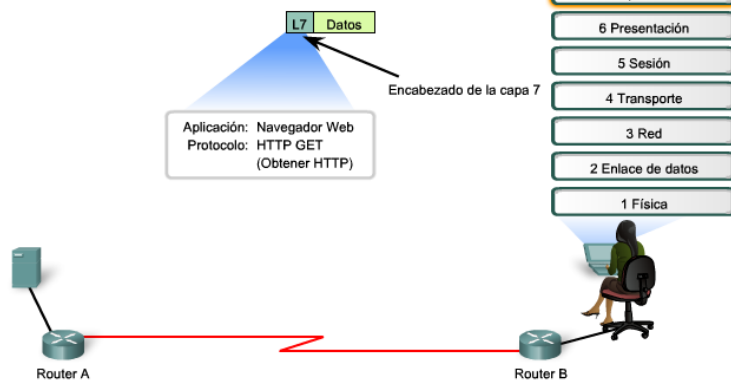 L7 Datos
6 Presentación
Encabezado de la capa 7
5 Sesión
4 Transporte
Aplicación: Navegador Web
Protocolo: HTTP GET
(Obtener HTTP)
3 Red
2 Enlace de datos
1 Física
Router A
Router B